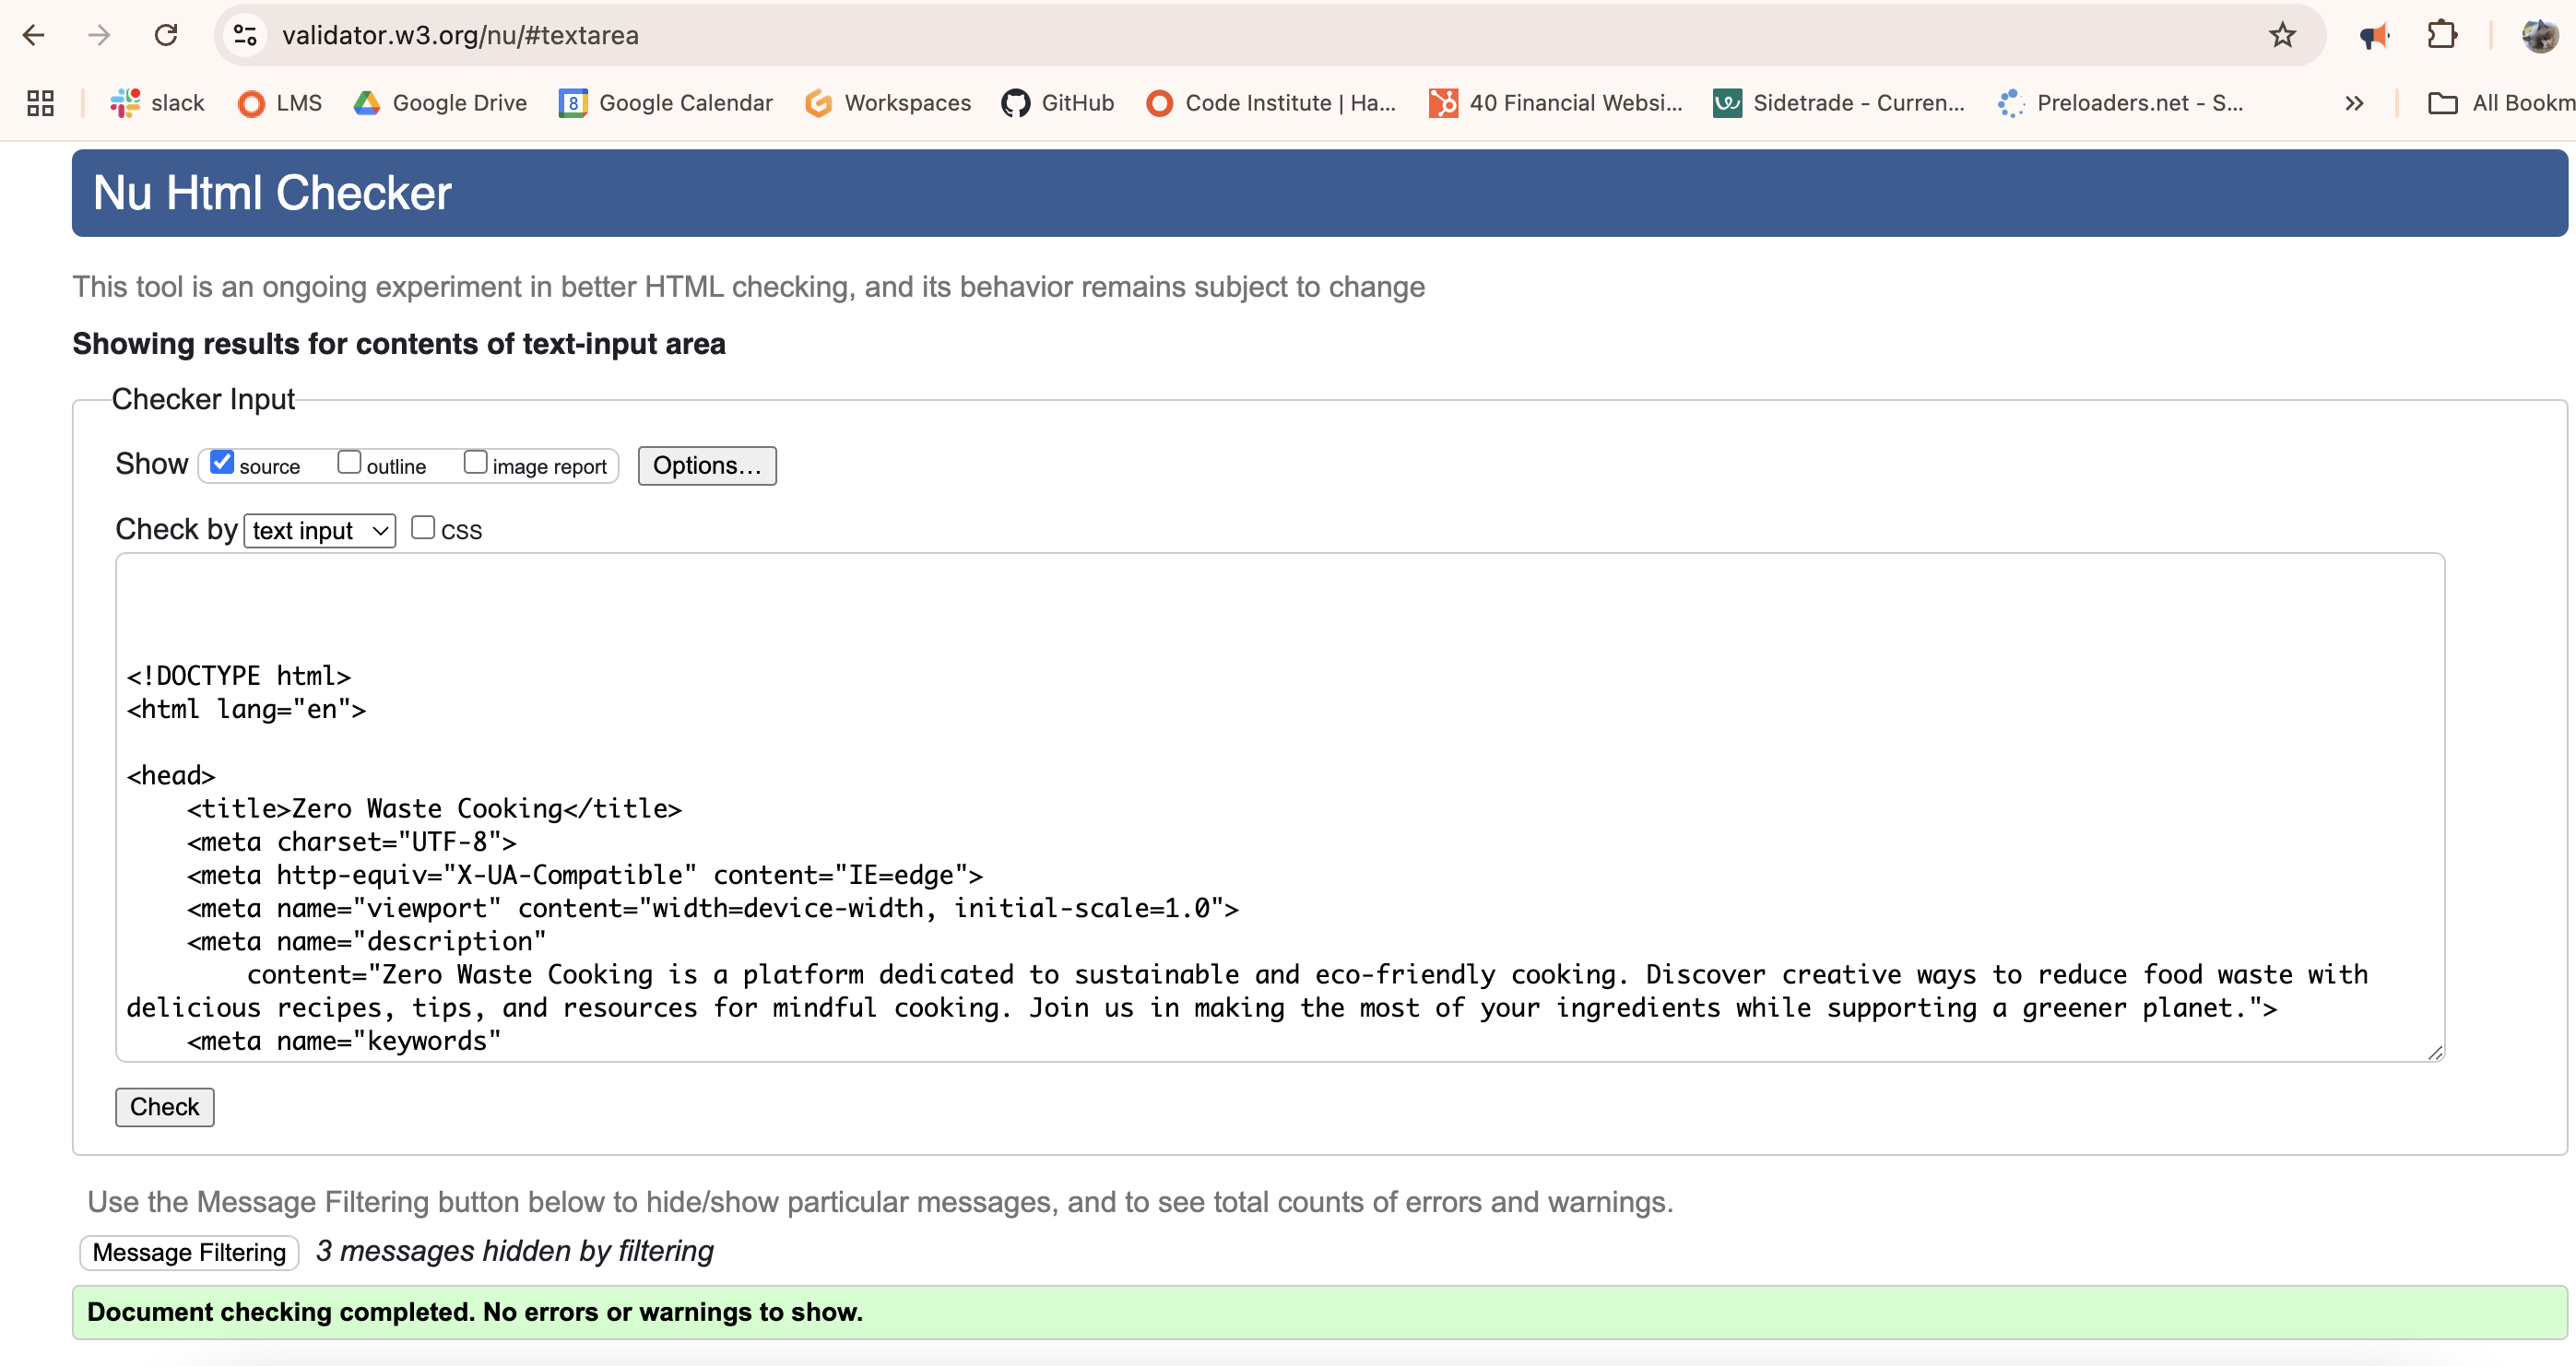 validator.w3.org/nu/#textarea
slack LMS Google Drive 8 Google Calendar Workspaces GitHub Code Institute | Ha... 40 Financial Websi... Sidetrade - Curren... Preloaders.net - S... All Bookm
Nu Html Checker
This tool is an ongoing experiment in better HTML checking, and its behavior remains subject to change
Showing results for contents of text-input area
Checker Input
Show source outline image report Options...
Check by text input CSS
<!DOCTYPE html>
<html lang="en">
<head>
<title>Zero Waste Cooking</title>
<meta charset="UTF-8">
<meta http-equiv="X-UA-Compatible" content="IE=edge">
<meta name="viewport" content="width=device-width, initial-scale=1.0">
<meta name="description"
content="Zero Waste Cooking is a platform dedicated to sustainable and eco-friendly cooking. Discover creative ways to reduce food waste with
delicious recipes, tips, and resources for mindful cooking. Join us in making the most of your ingredients while supporting a greener planet.">
<meta name="keywords"
Check
Use the Message Filtering button below to hide/show particular messages, and to see total counts of errors and warnings.
Message Filtering 3 messages hidden by filtering
Document checking completed. No errors or warnings to show.